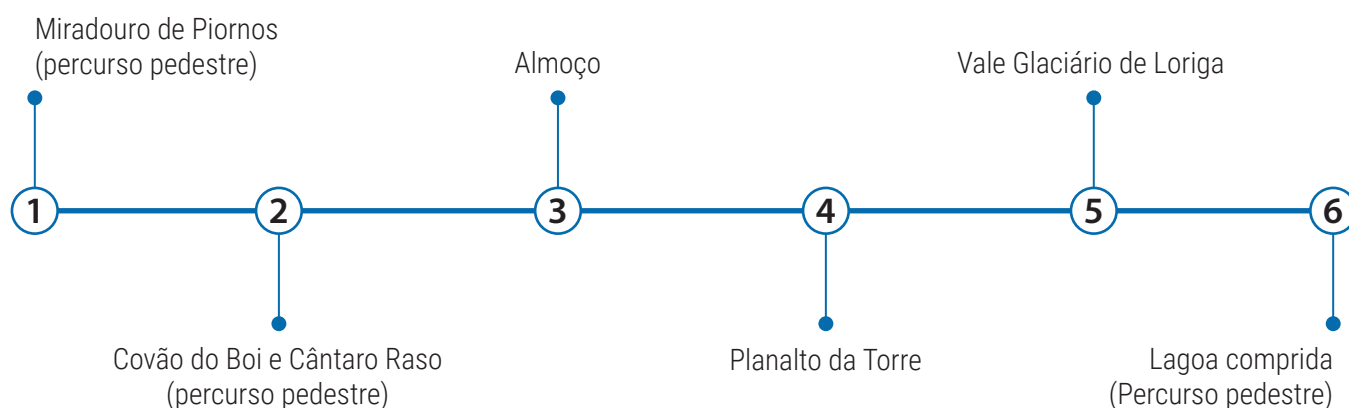 Miradouro de Piornos
(percurso pedestre)
Almoço
Vale Glaciário de Loriga
1
2
3
4
5
6
Covão do Boi e Cântaro Raso
(percurso pedestre)
Planalto da Torre
Lagoa comprida
(Percurso pedestre)